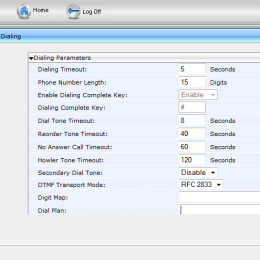 Home Log Off
Dialing
Dialing Parameters
Dialing Timeout: 5 Seconds
Phone Number Length: 15 Digits
Enable Dialing Complete Key: Enable
Dialing Complete Key: #
Dial Tone Timeout: 8 Seconds
Reorder Tone Timeout: 40 Seconds
No Answer Call Timeout: 60 Seconds
Howler Tone Timeout: 120 Seconds
Secondary Dial Tone: Disable
DTMF Transport Mode: RFC 2833
Digit Map:
Dial Plan: